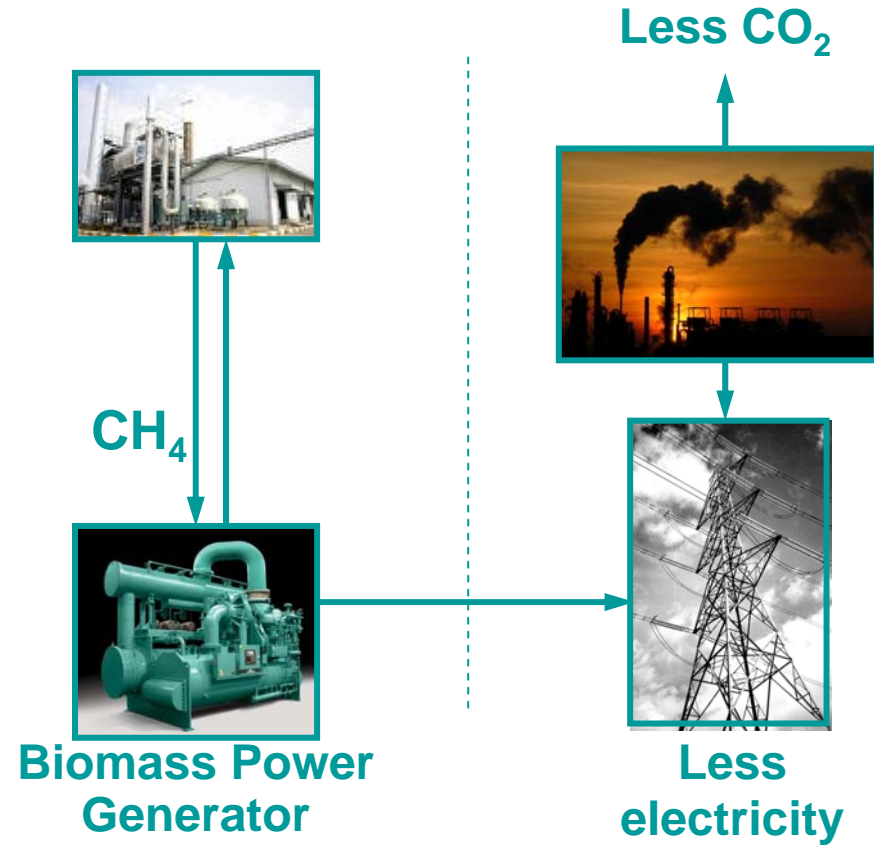 Less CO₂
CH₄
Biomass Power
Generator
Less
electricity